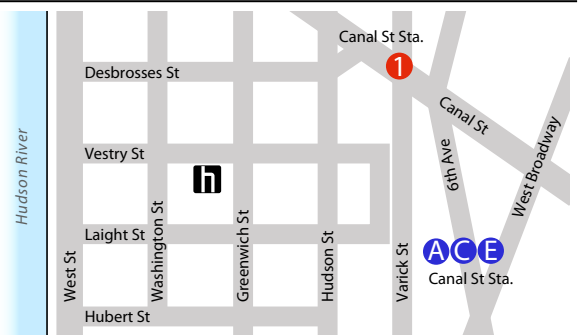 Canal St Sta.
1
Desbrosses St
Canal St
Hudson River
Vestry St
6th Ave
West Broadway
h
Laight St
West St
Washington St
Greenwich St
Hudson St
Varick St
A C E
Canal St Sta.
Hubert St